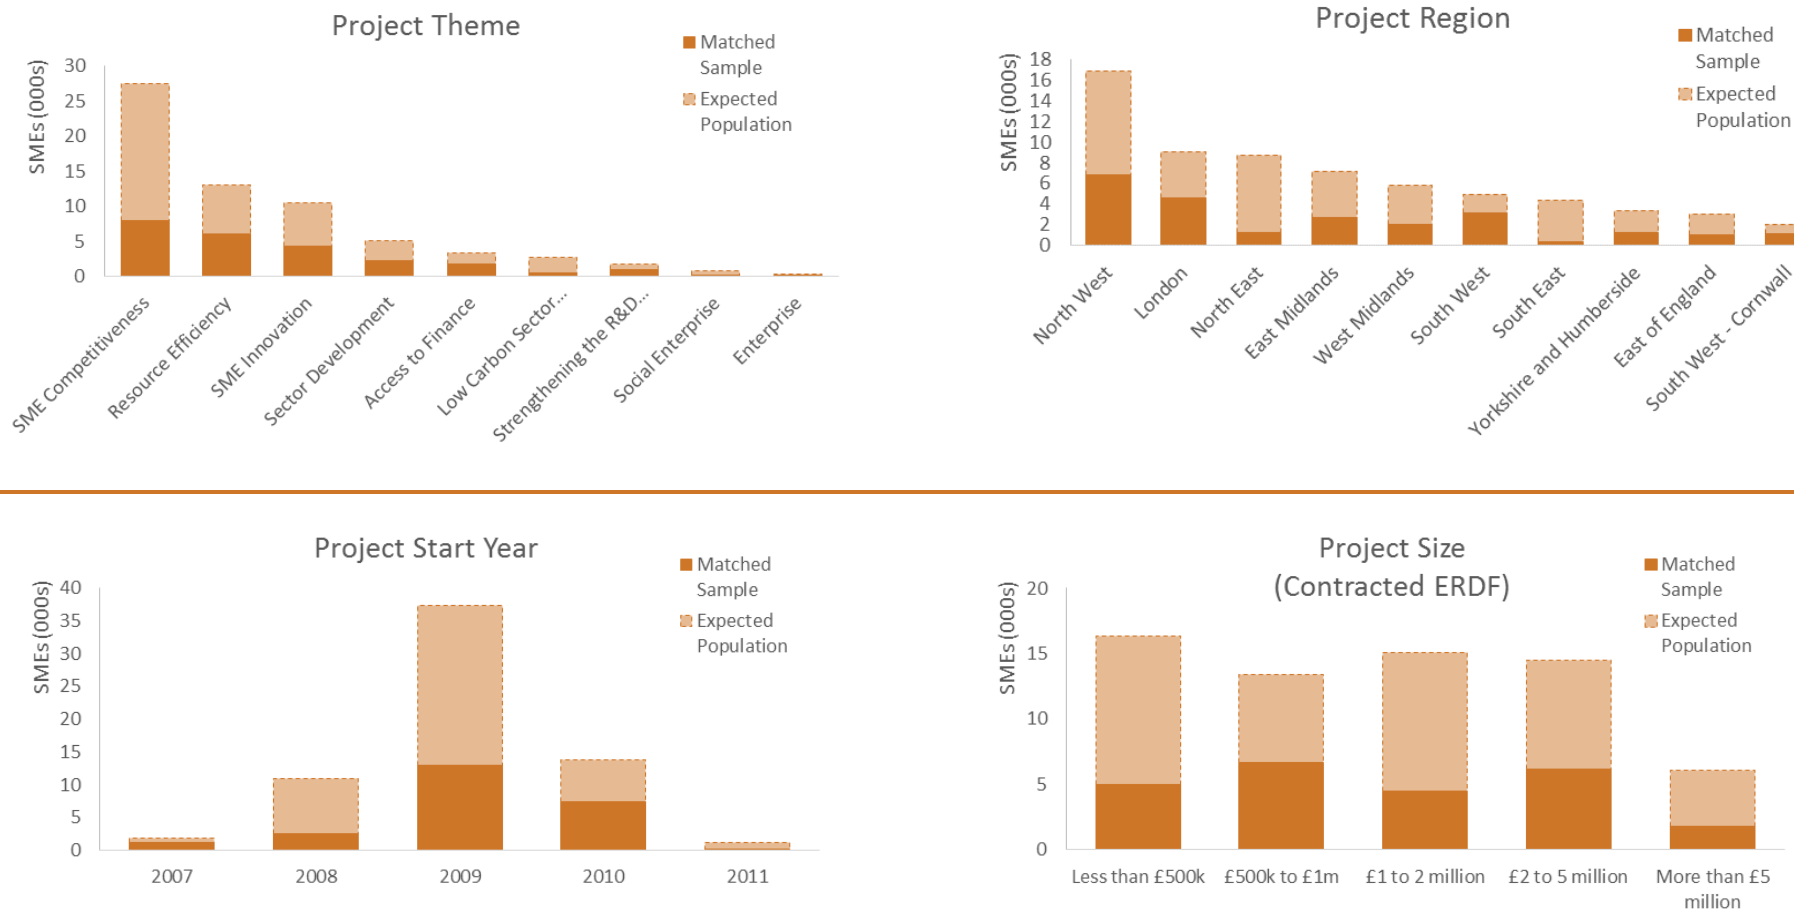 Project Theme
Matched
Sample
Expected
Population
SMEs (000s)
30
25
20
15
10
5
0
SME Competitiveness
Resource Efficiency
SME Innovation
Sector Development
Access to Finance
Low Carbon Sector...
Strengthening the R&D...
Social Enterprise
Enterprise
Project Region
Matched
Sample
Expected
Population
SMEs (000s)
18
16
14
12
10
8
6
4
2
0
North West
London
North East
East Midlands
West Midlands
South West
South East
Yorkshire and Humberside
East of England
South West - Cornwall
Project Start Year
Matched
Sample
Expected
Population
SMEs (000s)
40
35
30
25
20
15
10
5
0
2007
2008
2009
2010
2011
Project Size
(Contracted ERDF)
Matched
Sample
Expected
Population
SMEs (000s)
20
15
10
5
0
Less than £500k
£500k to £1m
£1 to 2 million
£2 to 5 million
More than £5
million